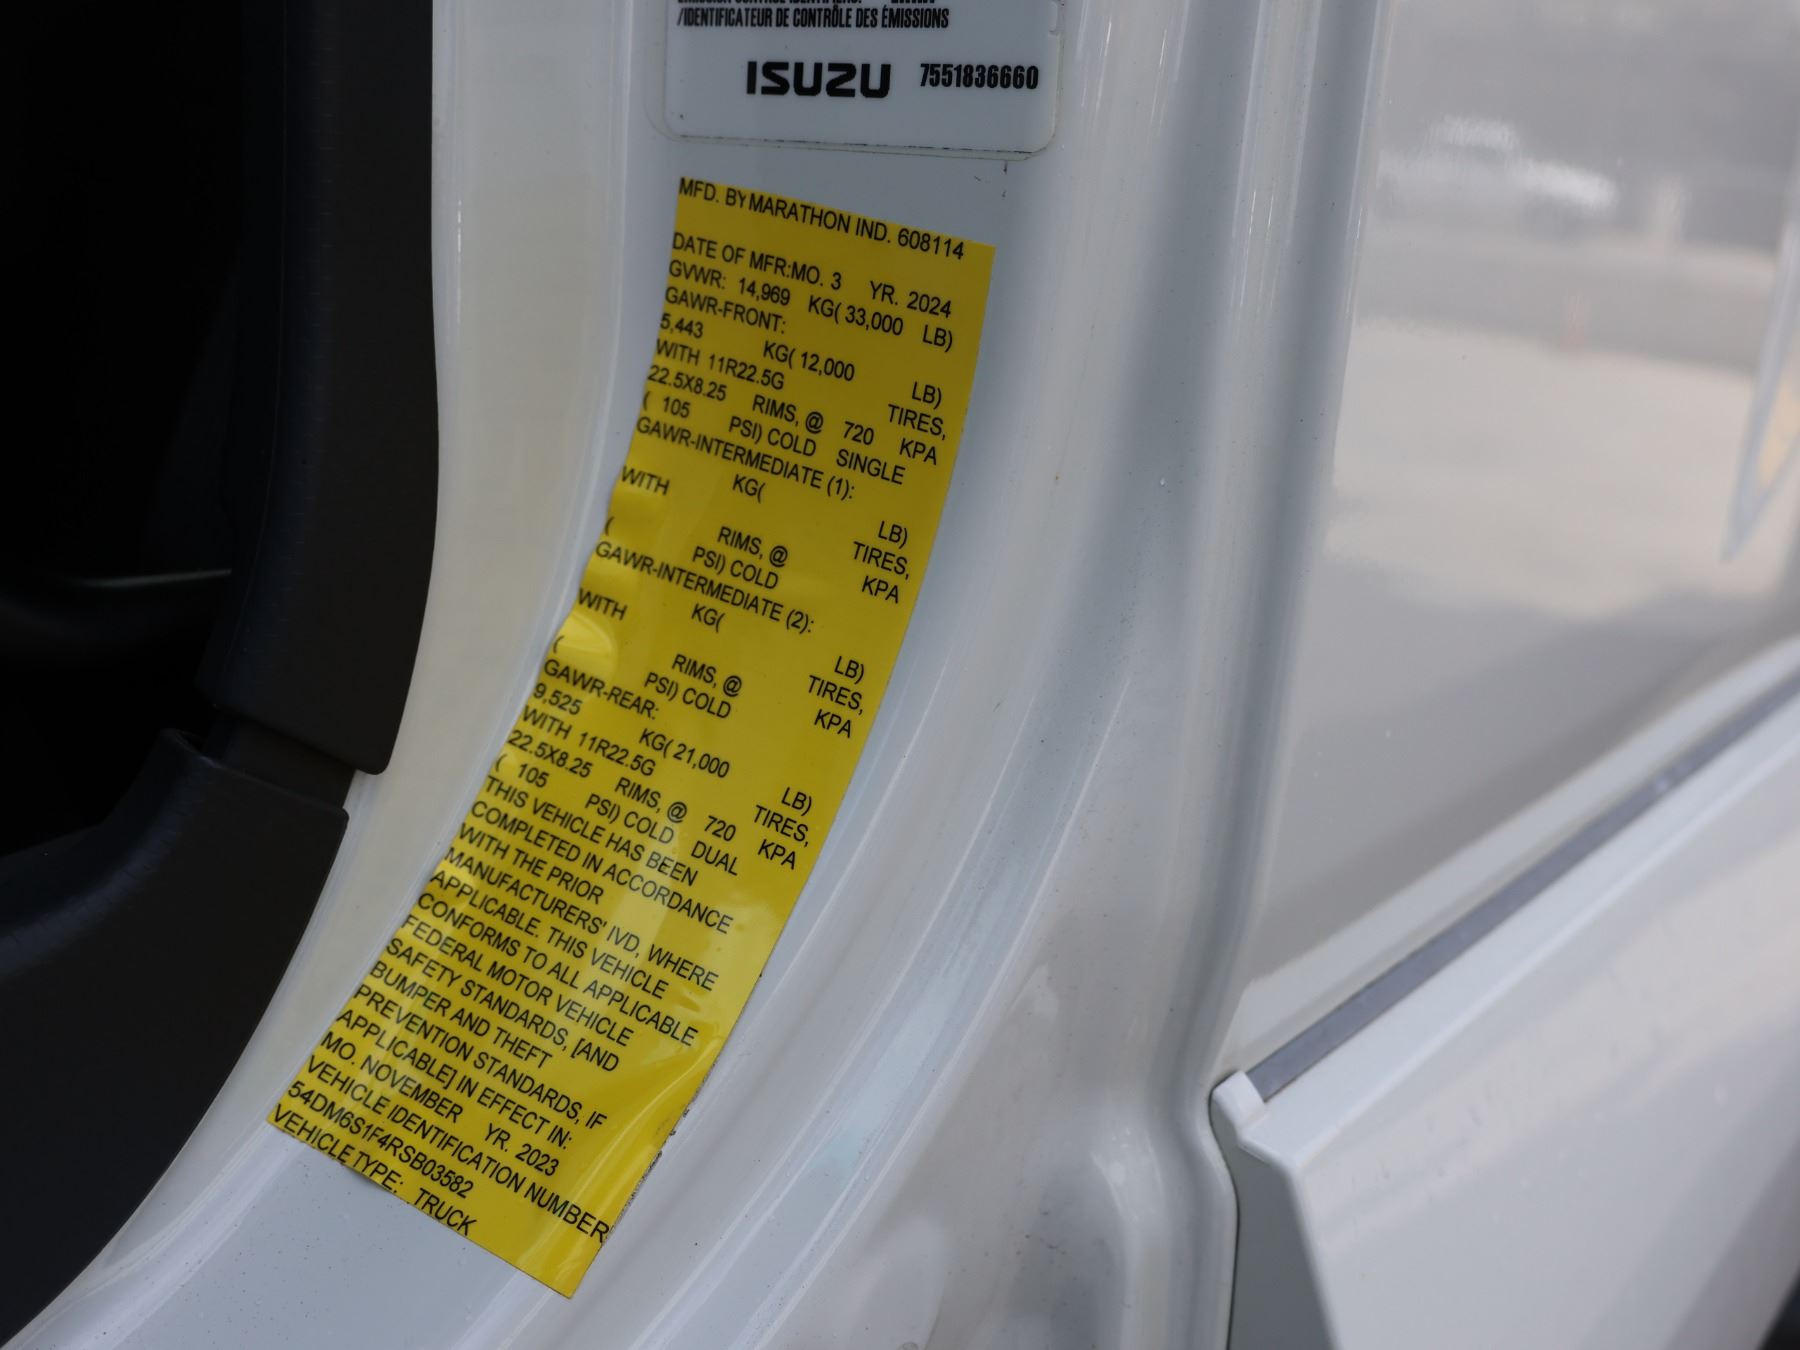 /IDENTIFICATEUR DE CONTRÔLE DES ÉMISSIONS
ISUZU 7551836660
MFD. BY MARATHON IND. 608114
DATE OF MFR:MO. 3 YR. 2024
GVWR: 14,969 KG( 33,000 LB)
GAWR-FRONT:
5,443 KG( 12,000 LB)
WITH 11R22.5G TIRES,
22.5X8.25 RIMS, @ 720 KPA
( 105 PSI) COLD SINGLE
GAWR-INTERMEDIATE (1):
KG( LB)
WITH TIRES,
RIMS, @ KPA
( PSI) COLD
GAWR-INTERMEDIATE (2):
KG( LB)
WITH TIRES,
RIMS, @ KPA
( PSI) COLD
GAWR-REAR:
9,525 KG( 21,000 LB)
WITH 11R22.5G TIRES,
22.5X8.25 RIMS, @ 720 KPA
( 105 PSI) COLD DUAL
THIS VEHICLE HAS BEEN
COMPLETED IN ACCORDANCE
WITH THE PRIOR
MANUFACTURERS' IVD, WHERE
APPLICABLE. THIS VEHICLE
CONFORMS TO ALL APPLICABLE
FEDERAL MOTOR VEHICLE
SAFETY STANDARDS, [AND
BUMPER AND THEFT
PREVENTION STANDARDS, IF
APPLICABLE] IN EFFECT IN:
MO. NOVEMBER YR. 2023
VEHICLE IDENTIFICATION NUMBER
54DM6S1F4RSB03582
VEHICLE TYPE: TRUCK